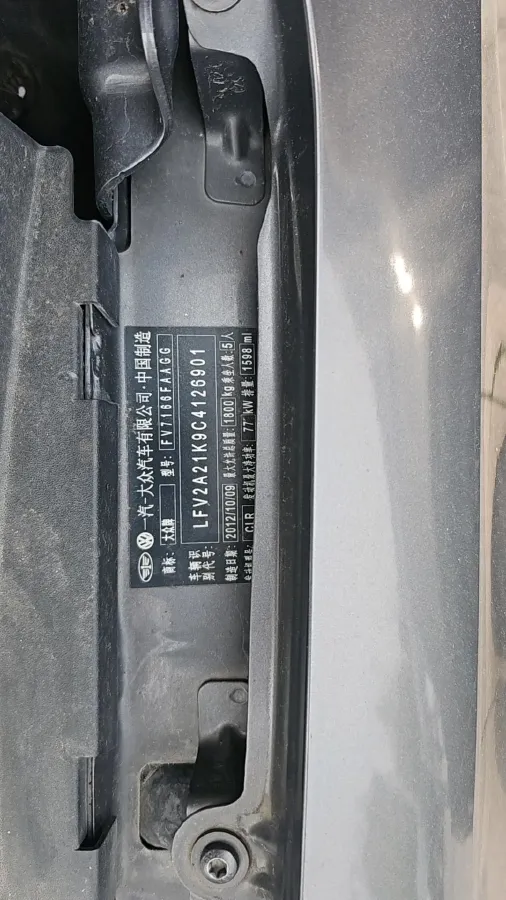 一汽-大众汽车有限公司·中国制造
商标: 大众牌 型号: FV7166FAAGG
车辆识别代号: LFV2A21K9C4126901
制造日期: 2012/10/09 最大允许总质量: 1800 kg 乘坐人数: 5 人
发动机型号: CLR 发动机最大净功率: 77 kW 排量: 1598 ml